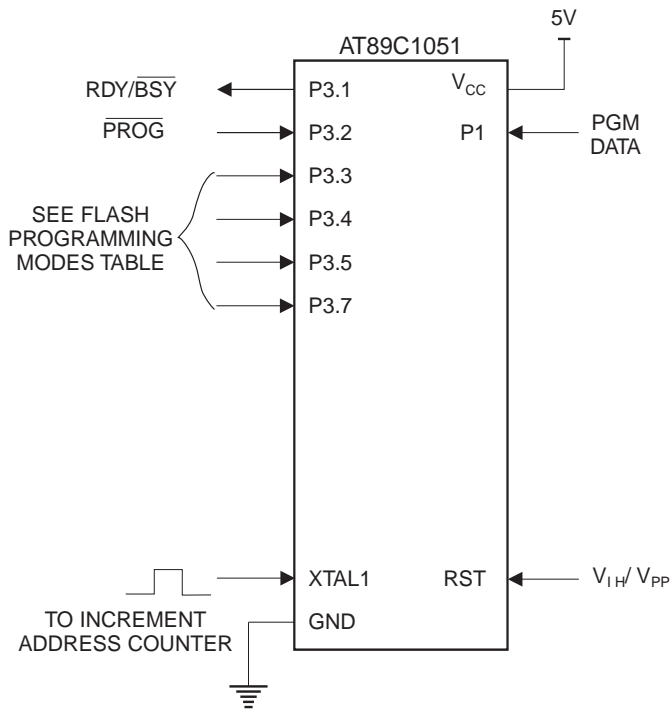 5V
AT89C1051
RDY/BSY
P3.1
VCC
PROG
P3.2
P1
PGM
DATA
P3.3
SEE FLASH
PROGRAMMING
MODES TABLE
P3.4
P3.5
P3.7
XTAL1
RST
VIH/ VPP
TO INCREMENT
ADDRESS COUNTER
GND